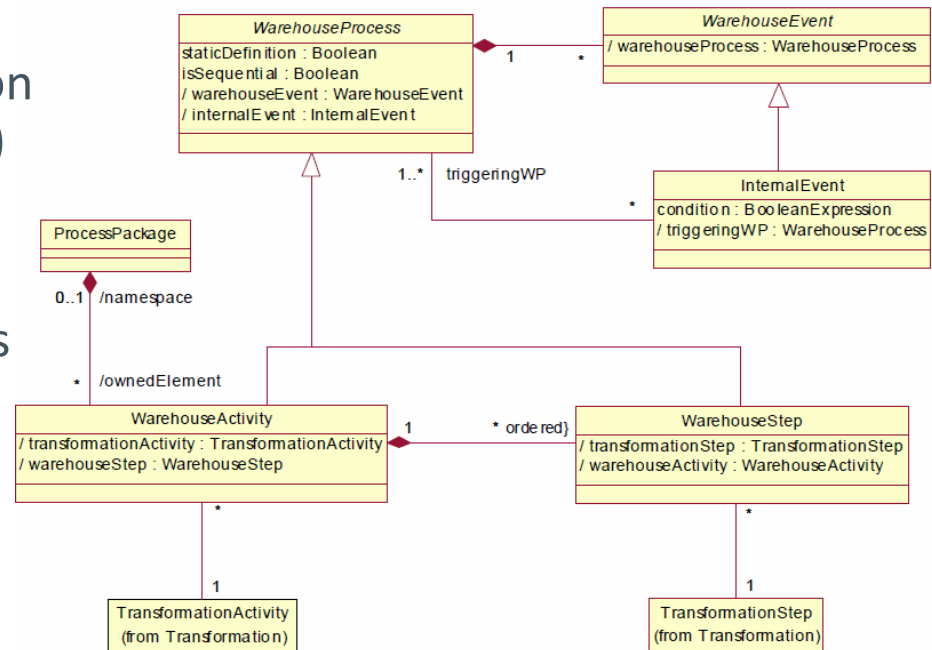 on
)
s
WarehouseProcess
staticDefinition : Boolean
isSequential : Boolean
/ warehouseEvent : WarehouseEvent
/ internalEvent : InternalEvent
1
*
WarehouseEvent
/ warehouseProcess : WarehouseProcess
1..*
triggeringWP
*
InternalEvent
condition : BooleanExpression
/ triggeringWP : WarehouseProcess
ProcessPackage
0..1 /namespace
* /ownedElement
WarehouseActivity
/ transformationActivity : TransformationActivity
/ warehouseStep : WarehouseStep
1
* ordered}
WarehouseStep
/ transformationStep : TransformationStep
/ warehouseActivity : WarehouseActivity
*
1
TransformationActivity
(from Transformation)
*
1
TransformationStep
(from Transformation)